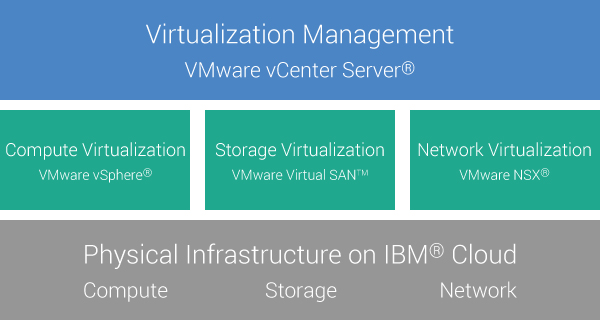 Virtualization Management
VMware vCenter Server®
Compute Virtualization
VMware vSphere®
Storage Virtualization
VMware Virtual SAN™
Network Virtualization
VMware NSX®
Physical Infrastructure on IBM® Cloud
Compute Storage Network